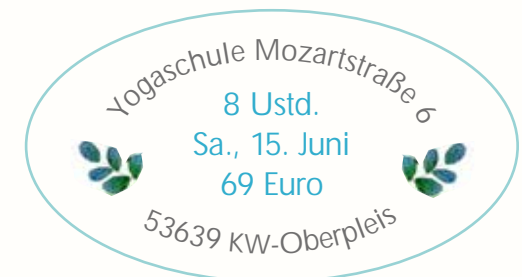 Yogaschule Mozartstraße 6
8 Ustd.
Sa., 15. Juni
69 Euro
53639 KW-Oberpleis